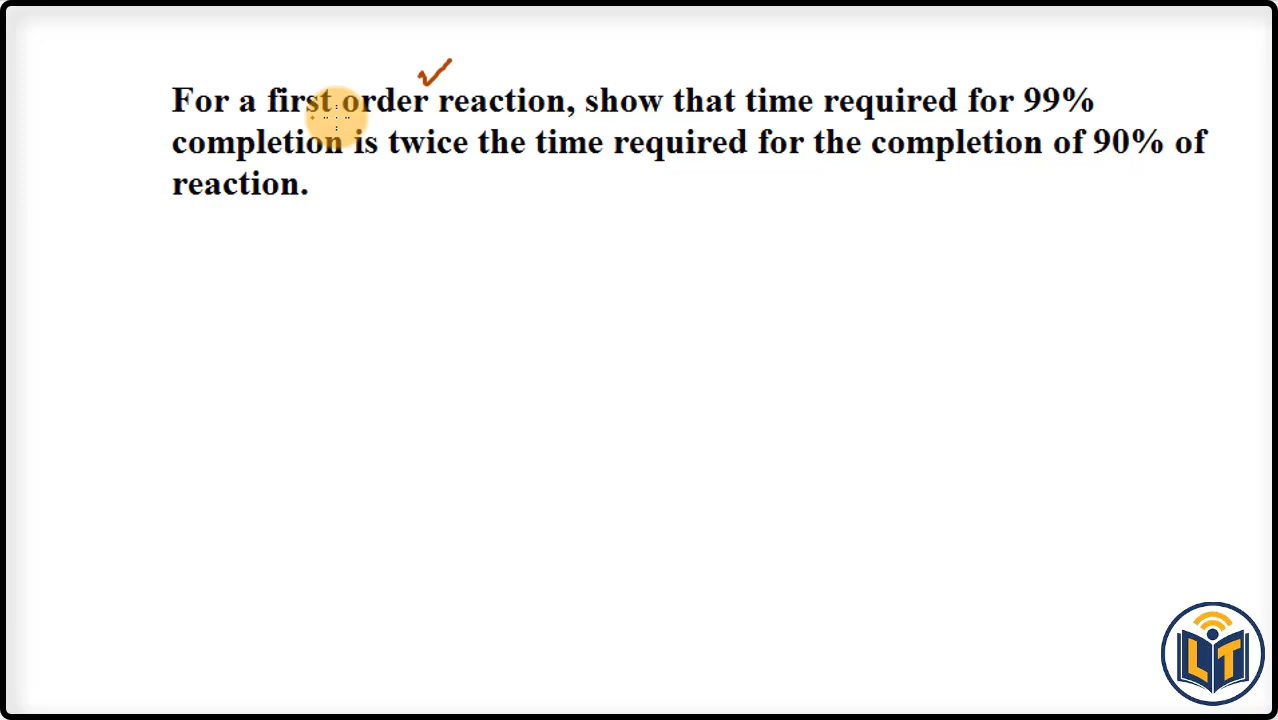 For a first order reaction, show that time required for 99%
completion is twice the time required for the completion of 90% of
reaction.
LT